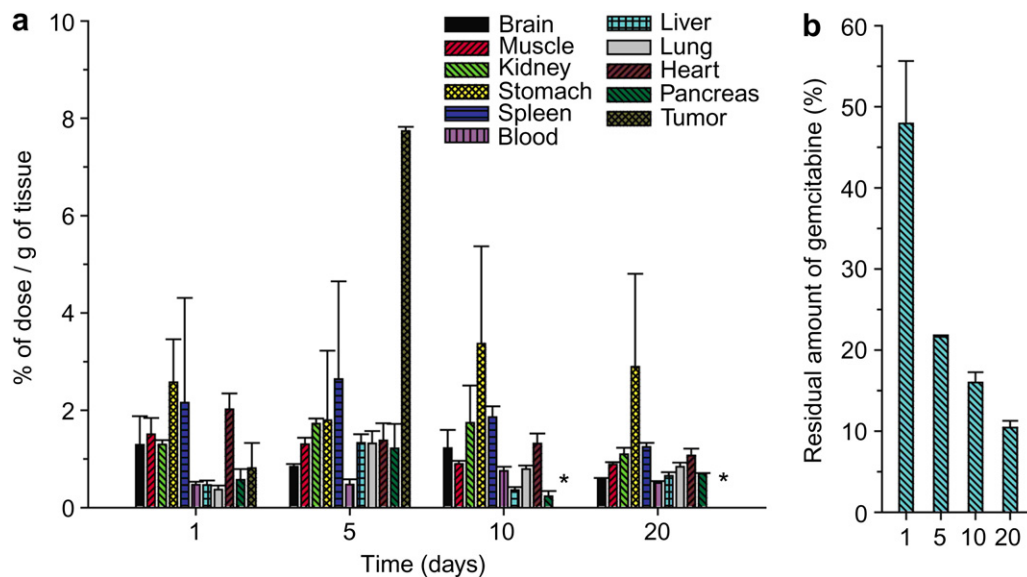 a
10
8
6
4
2
0
% of dose / g of tissue
Brain
Muscle
Kidney
Stomach
Spleen
Blood
Liver
Lung
Heart
Pancreas
Tumor
*
*
1 5 10 20
Time (days)
b
60
50
40
30
20
10
0
Residual amount of gemcitabine (%)
1 5 10 20